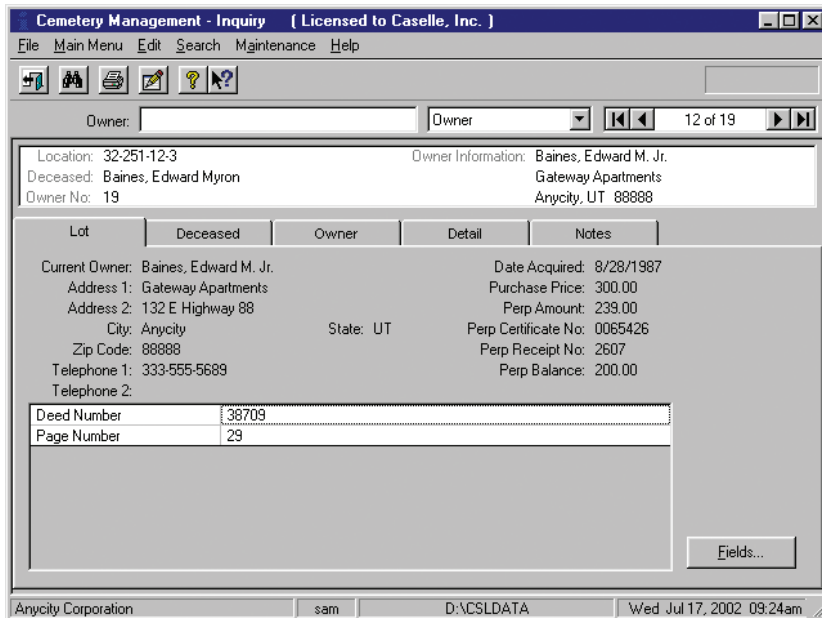 Cemetery Management - Inquiry ( Licensed to Caselle, Inc. )
File Main Menu Edit Search Maintenance Help
Owner: Owner 12 of 19
Location: 32-251-12-3 Owner Information: Baines, Edward M. Jr.
Deceased: Baines, Edward Myron Gateway Apartments
Owner No: 19 Anycity, UT 88888
Lot Deceased Owner Detail Notes
Current Owner: Baines, Edward M. Jr. Date Acquired: 8/28/1987
Address 1: Gateway Apartments Purchase Price: 300.00
Address 2: 132 E Highway 88 Perp Amount: 239.00
City: Anycity State: UT Perp Certificate No: 0065426
Zip Code: 88888 Perp Receipt No: 2607
Telephone 1: 333-555-5689 Perp Balance: 200.00
Telephone 2:
Deed Number 38709
Page Number 29
Fields...
Anycity Corporation sam D:\CSLDATA Wed Jul 17, 2002 09:24am